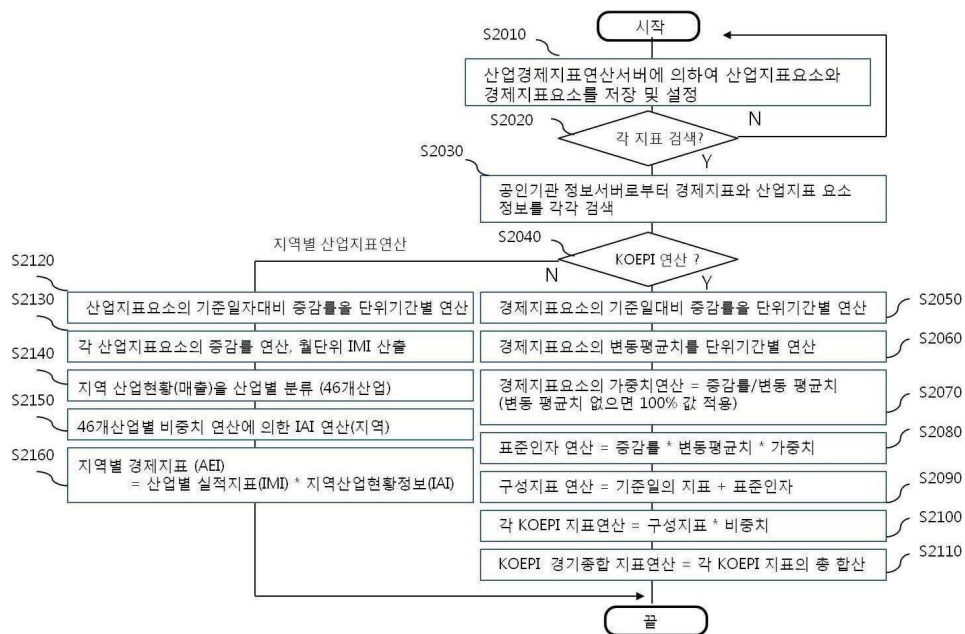 시작
S2010
산업경제지표연산서버에 의하여 산업지표요소와
경제지표요소를 저장 및 설정
S2020
각 지표 검색?
N
Y
S2030
공인기관 정보서버로부터 경제지표와 산업지표 요소
정보를 각각 검색
S2040
KOEPI 연산 ?
지역별 산업지표연산
N
Y
S2120
산업지표요소의 기준일자대비 증감률을 단위기간별 연산
S2130
각 산업지표요소의 증감률 연산, 월단위 IMI 산출
S2140
지역 산업현황(매출)을 산업별 분류 (46개산업)
S2150
46개산업별 비중치 연산에 의한 IAI 연산(지역)
S2160
지역별 경제지표 (AEI)
= 산업별 실적지표(IMI) * 지역산업현황정보(IAI)
경제지표요소의 기준일대비 증감률을 단위기간별 연산
S2050
경제지표요소의 변동평균치를 단위기간별 연산
S2060
경제지표요소의 가중치연산 = 증감률/변동 평균치
(변동 평균치 없으면 100% 값 적용)
S2070
표준인자 연산 = 증감률 * 변동평균치 * 가중치
S2080
구성지표 연산 = 기준일의 지표 + 표준인자
S2090
각 KOEPI 지표연산 = 구성지표 * 비중치
S2100
KOEPI 경기종합 지표연산 = 각 KOEPI 지표의 총 합산
S2110
끝